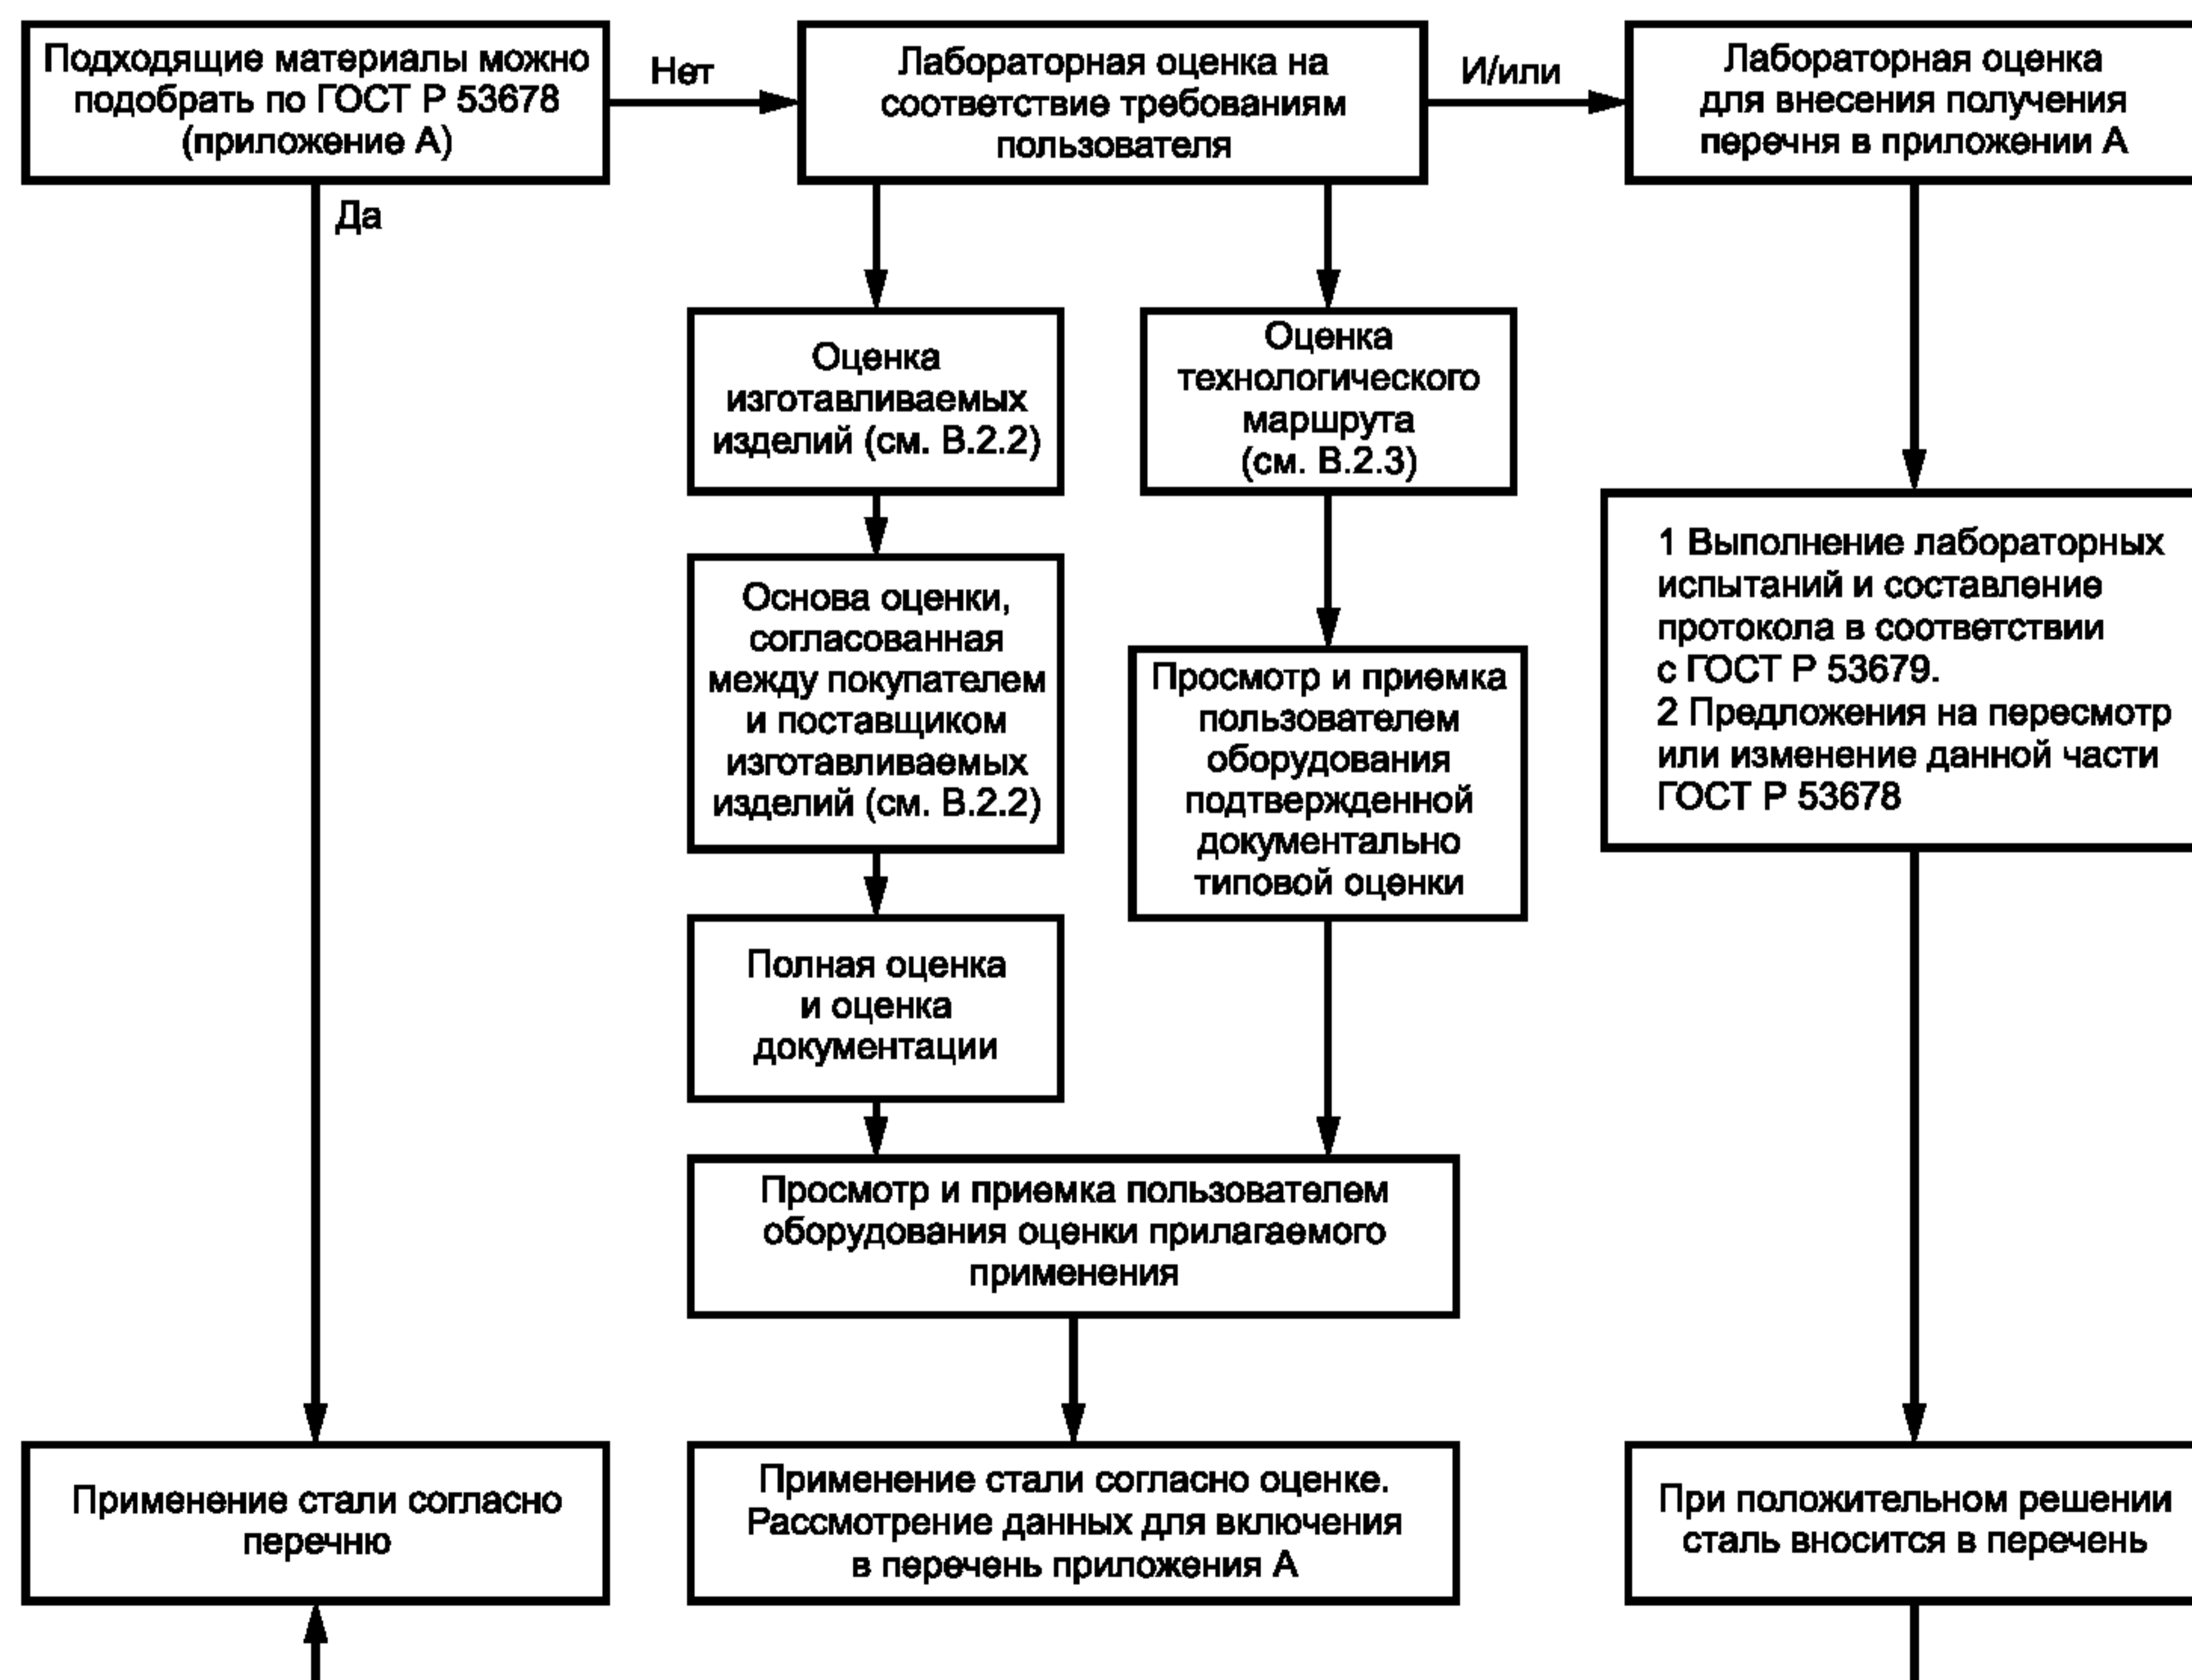 Подходящие материалы можно
подобрать по ГОСТ Р 53678
(приложение А)
Нет
Лабораторная оценка на
соответствие требованиям
пользователя
И/или
Лабораторная оценка
для внесения получения
перечня в приложении А
Да
Оценка
изготавливаемых
изделий (см. В.2.2)
Оценка
технологического
маршрута
(см. В.2.3)
Основа оценки,
согласованная
между покупателем
и поставщиком
изготавливаемых
изделий (см. В.2.2)
Просмотр и приемка
пользователем
оборудования
подтвержденной
документально
типовой оценки
1 Выполнение лабораторных
испытаний и составление
протокола в соответствии
с ГОСТ Р 53679.
2 Предложения на пересмотр
или изменение данной части
ГОСТ Р 53678
Полная оценка
и оценка
документации
Просмотр и приемка пользователем
оборудования оценки прилагаемого
применения
Применение стали согласно
перечню
Применение стали согласно оценке.
Рассмотрение данных для включения
в перечень приложения А
При положительном решении
сталь вносится в перечень